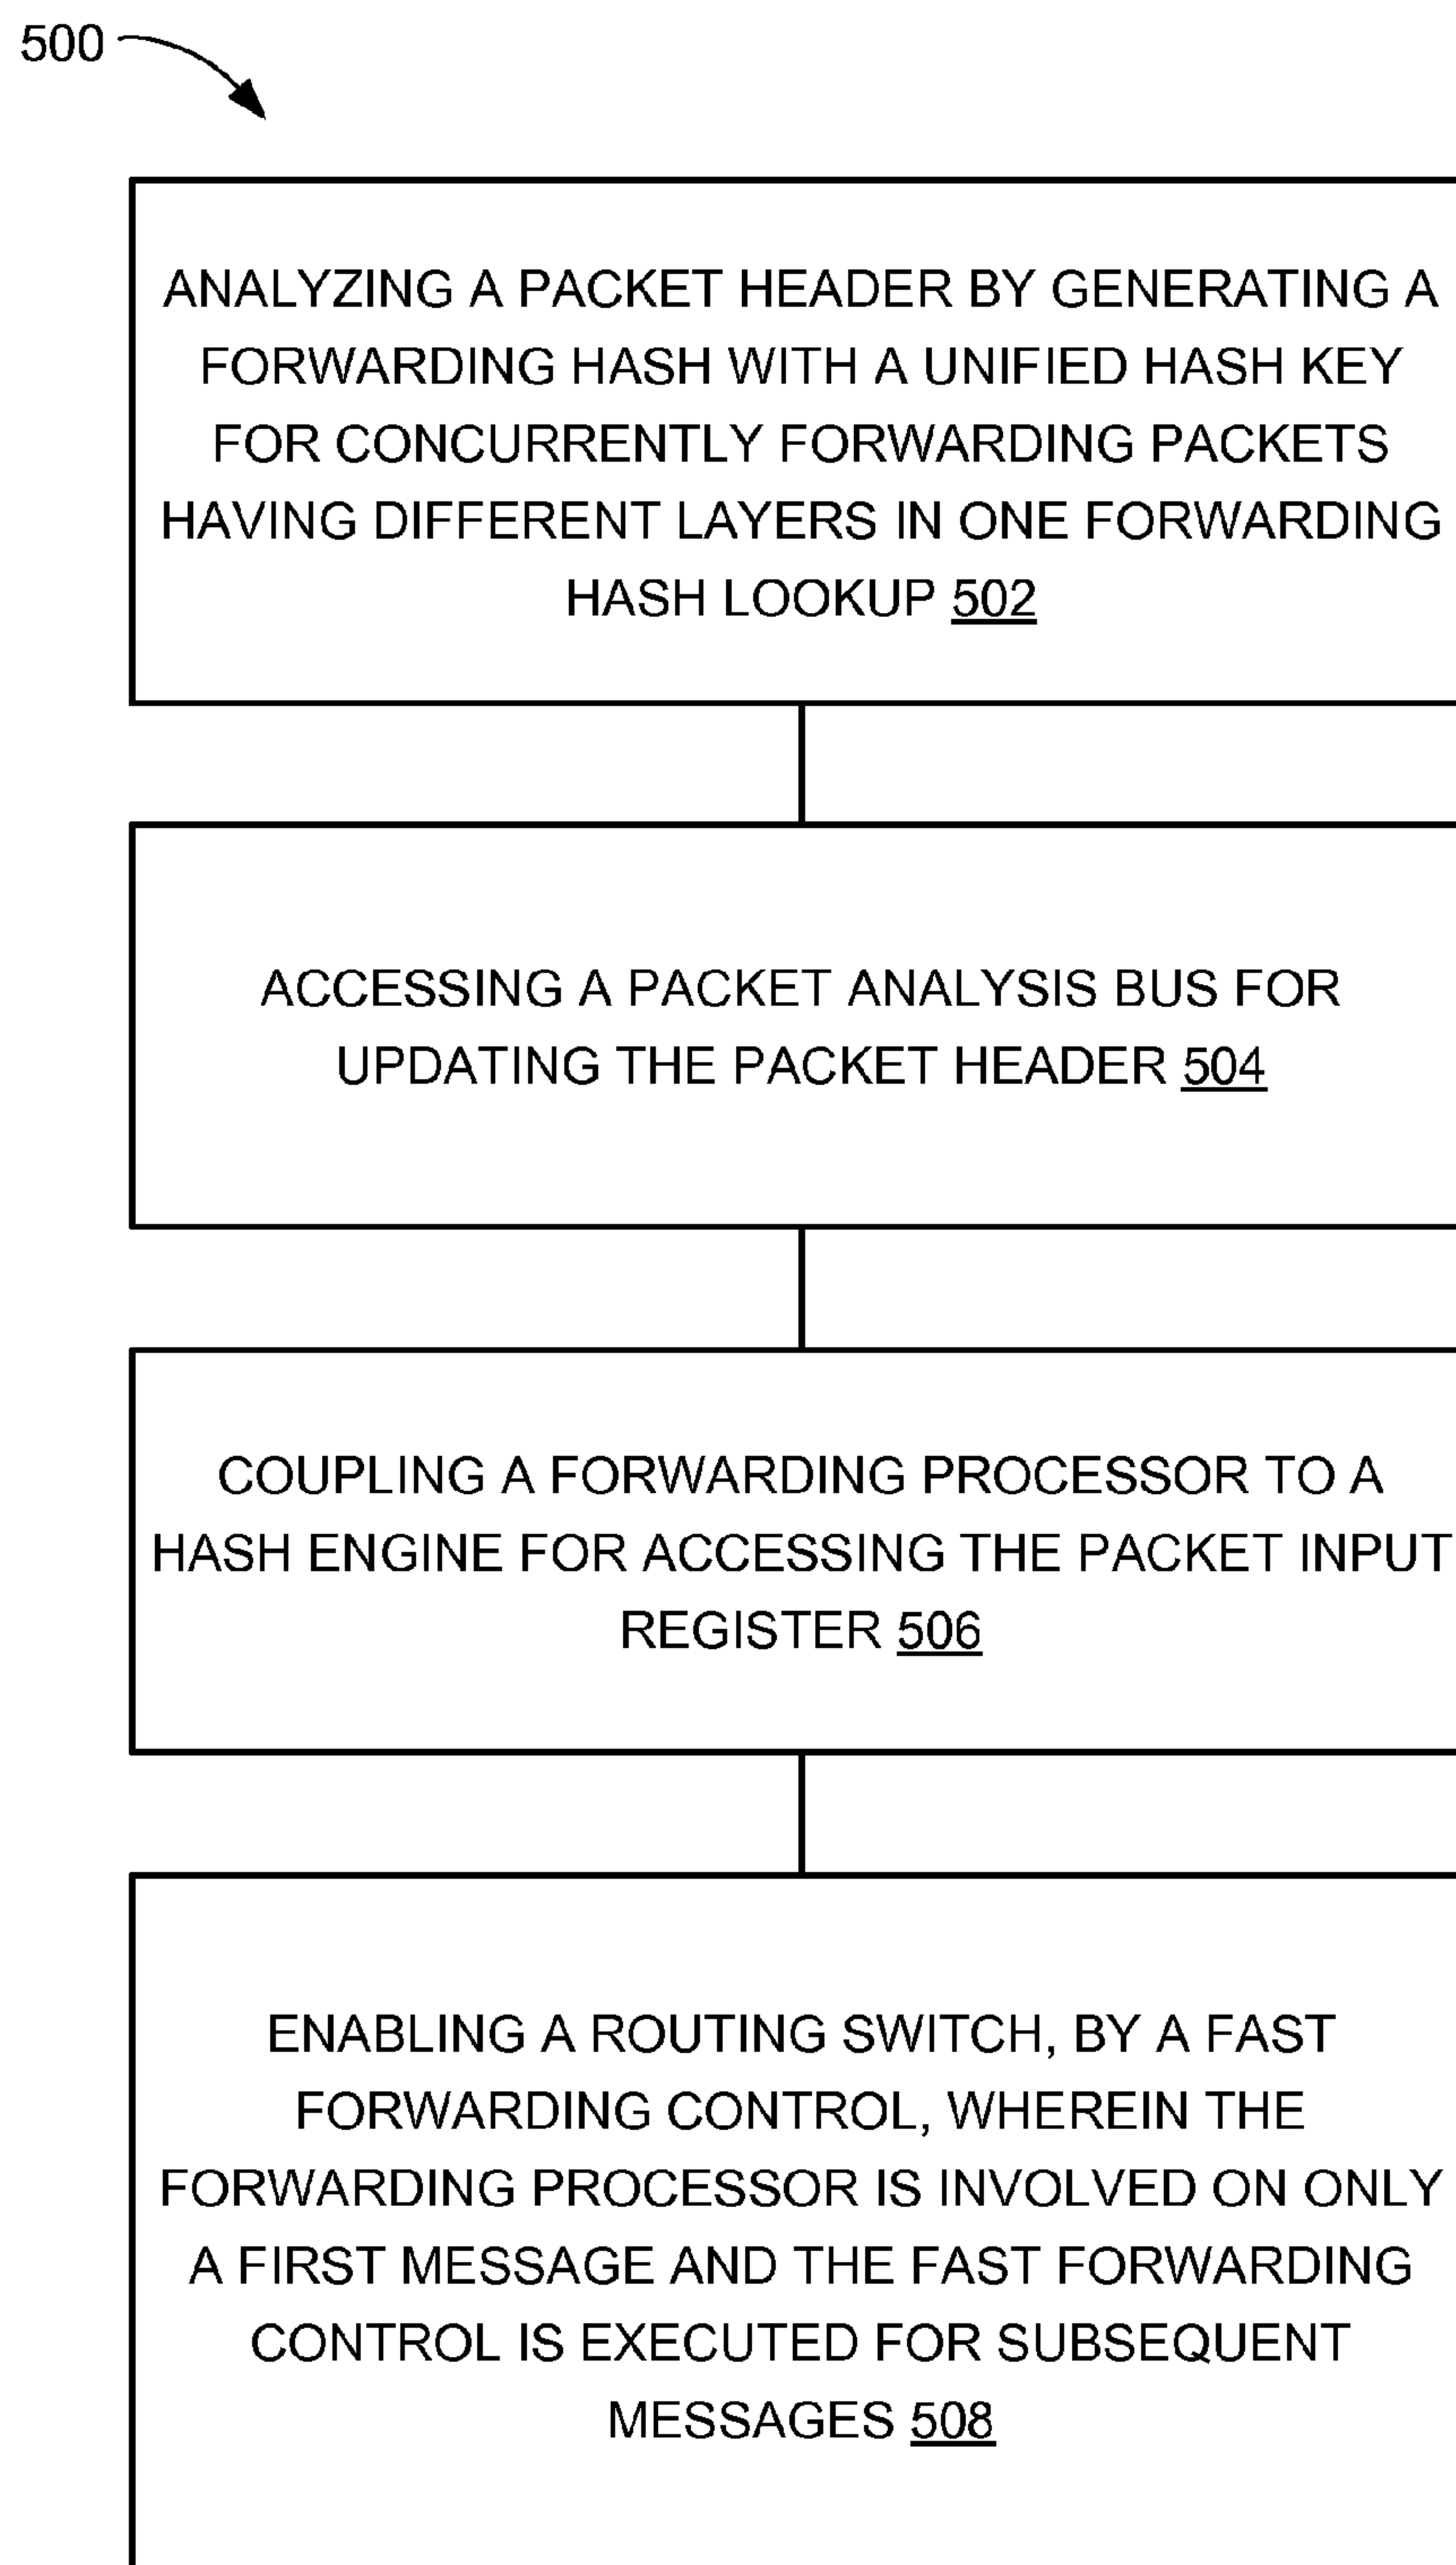 500
ANALYZING A PACKET HEADER BY GENERATING A
FORWARDING HASH WITH A UNIFIED HASH KEY
FOR CONCURRENTLY FORWARDING PACKETS
HAVING DIFFERENT LAYERS IN ONE FORWARDING
HASH LOOKUP 502
ACCESSING A PACKET ANALYSIS BUS FOR
UPDATING THE PACKET HEADER 504
COUPLING A FORWARDING PROCESSOR TO A
HASH ENGINE FOR ACCESSING THE PACKET INPUT
REGISTER 506
ENABLING A ROUTING SWITCH, BY A FAST
FORWARDING CONTROL, WHEREIN THE
FORWARDING PROCESSOR IS INVOLVED ON ONLY
A FIRST MESSAGE AND THE FAST FORWARDING
CONTROL IS EXECUTED FOR SUBSEQUENT
MESSAGES 508